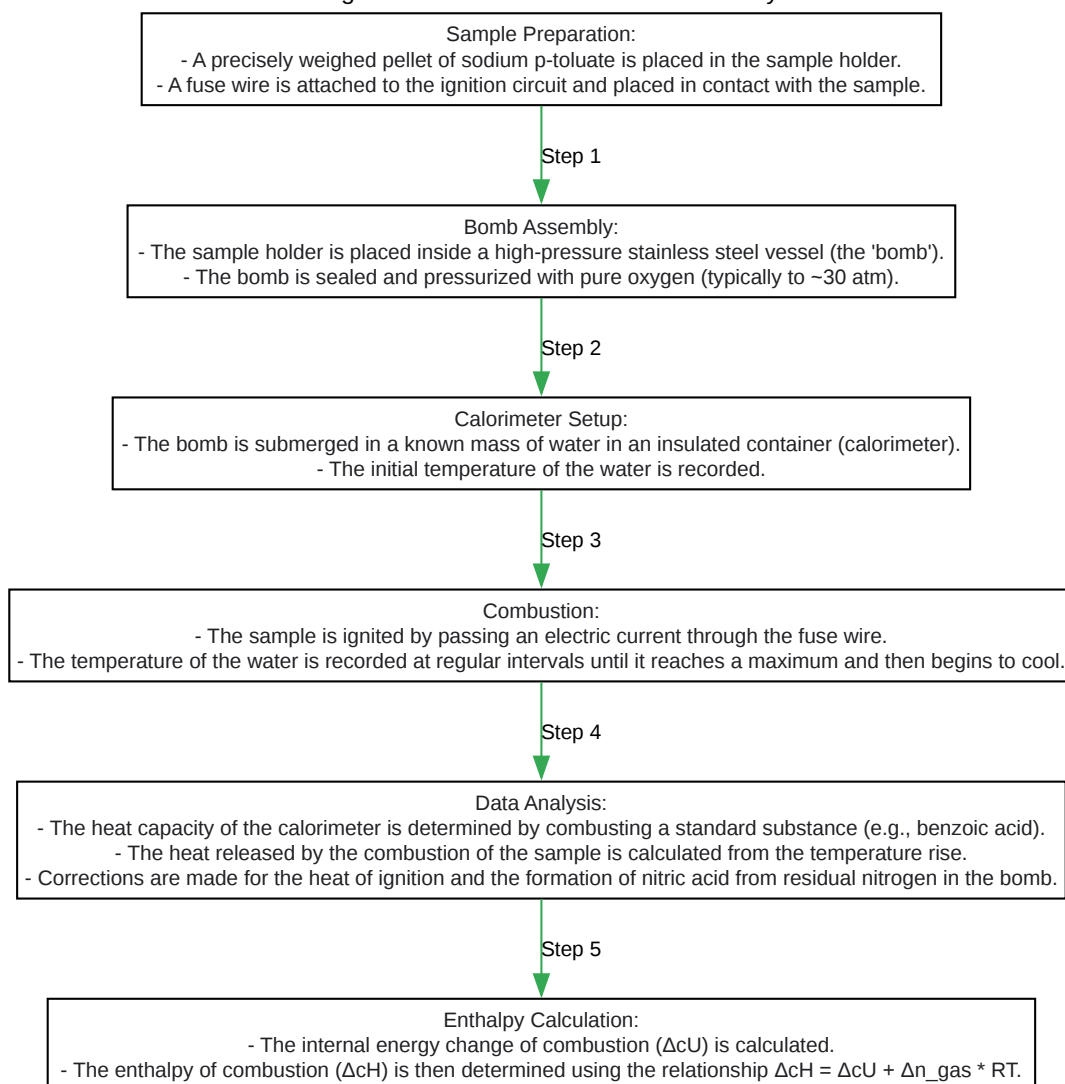 Sample Preparation:
- A precisely weighed pellet of sodium p-toluate is placed in the sample holder.
- A fuse wire is attached to the ignition circuit and placed in contact with the sample.
Step 1
Bomb Assembly:
- The sample holder is placed inside a high-pressure stainless steel vessel (the 'bomb').
- The bomb is sealed and pressurized with pure oxygen (typically to ~30 atm).
Step 2
Calorimeter Setup:
- The bomb is submerged in a known mass of water in an insulated container (calorimeter).
- The initial temperature of the water is recorded.
Step 3
Combustion:
- The sample is ignited by passing an electric current through the fuse wire.
- The temperature of the water is recorded at regular intervals until it reaches a maximum and then begins to cool.
Step 4
Data Analysis:
- The heat capacity of the calorimeter is determined by combusting a standard substance (e.g., benzoic acid).
- The heat released by the combustion of the sample is calculated from the temperature rise.
- Corrections are made for the heat of ignition and the formation of nitric acid from residual nitrogen in the bomb.
Step 5
Enthalpy Calculation:
- The internal energy change of combustion (ΔcU) is calculated.
- The enthalpy of combustion (ΔcH) is then determined using the relationship ΔcH = ΔcU + Δn_gas * RT.